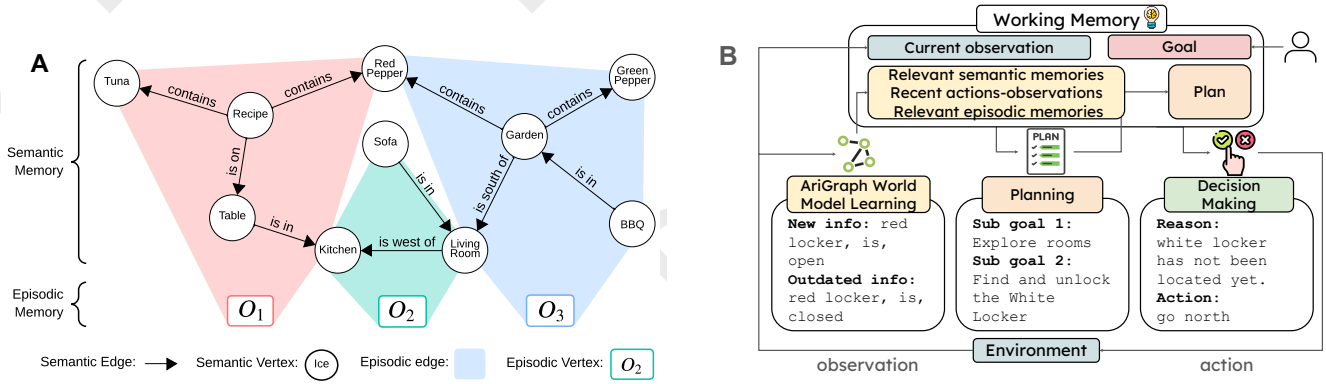 A
Semantic
Memory
Episodic
Memory
Tuna
Red
Pepper
Green
Pepper
Recipe
Sofa
Garden
Table
Kitchen
Living
Room
BBQ
contains
contains
contains
contains
is on
is in
is in
is south of
is in
is west of
O1
O2
O3
Semantic Edge:
Semantic Vertex:
Ice
Episodic edge:
Episodic Vertex:
O2
B
Working Memory
Current observation
Goal
Relevant semantic memories
Recent actions-observations
Relevant episodic memories
Plan
PLAN
AriGraph World
Model Learning
New info: red
locker, is,
open
Outdated info:
red locker, is,
closed
Planning
Sub goal 1:
Explore rooms
Sub goal 2:
Find and unlock
the White
Locker
Decision
Making
Reason:
white locker
has not been
located yet.
Action:
go north
Environment
observation
action